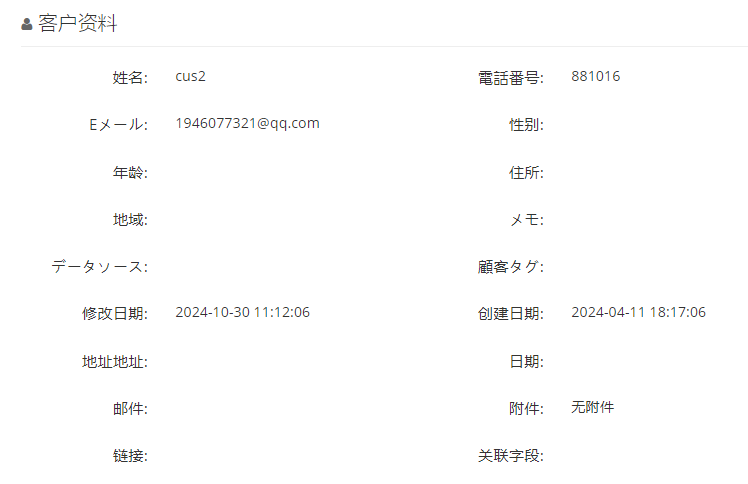 客户资料
姓名: cus2 電話番号: 881016
Eメール: 1946077321@qq.com 性别:
年龄: 住所:
地域: メモ:
データソース: 顧客タグ:
修改日期: 2024-10-30 11:12:06 创建日期: 2024-04-11 18:17:06
地址地址: 日期:
邮件: 附件: 无附件
链接: 关联字段: